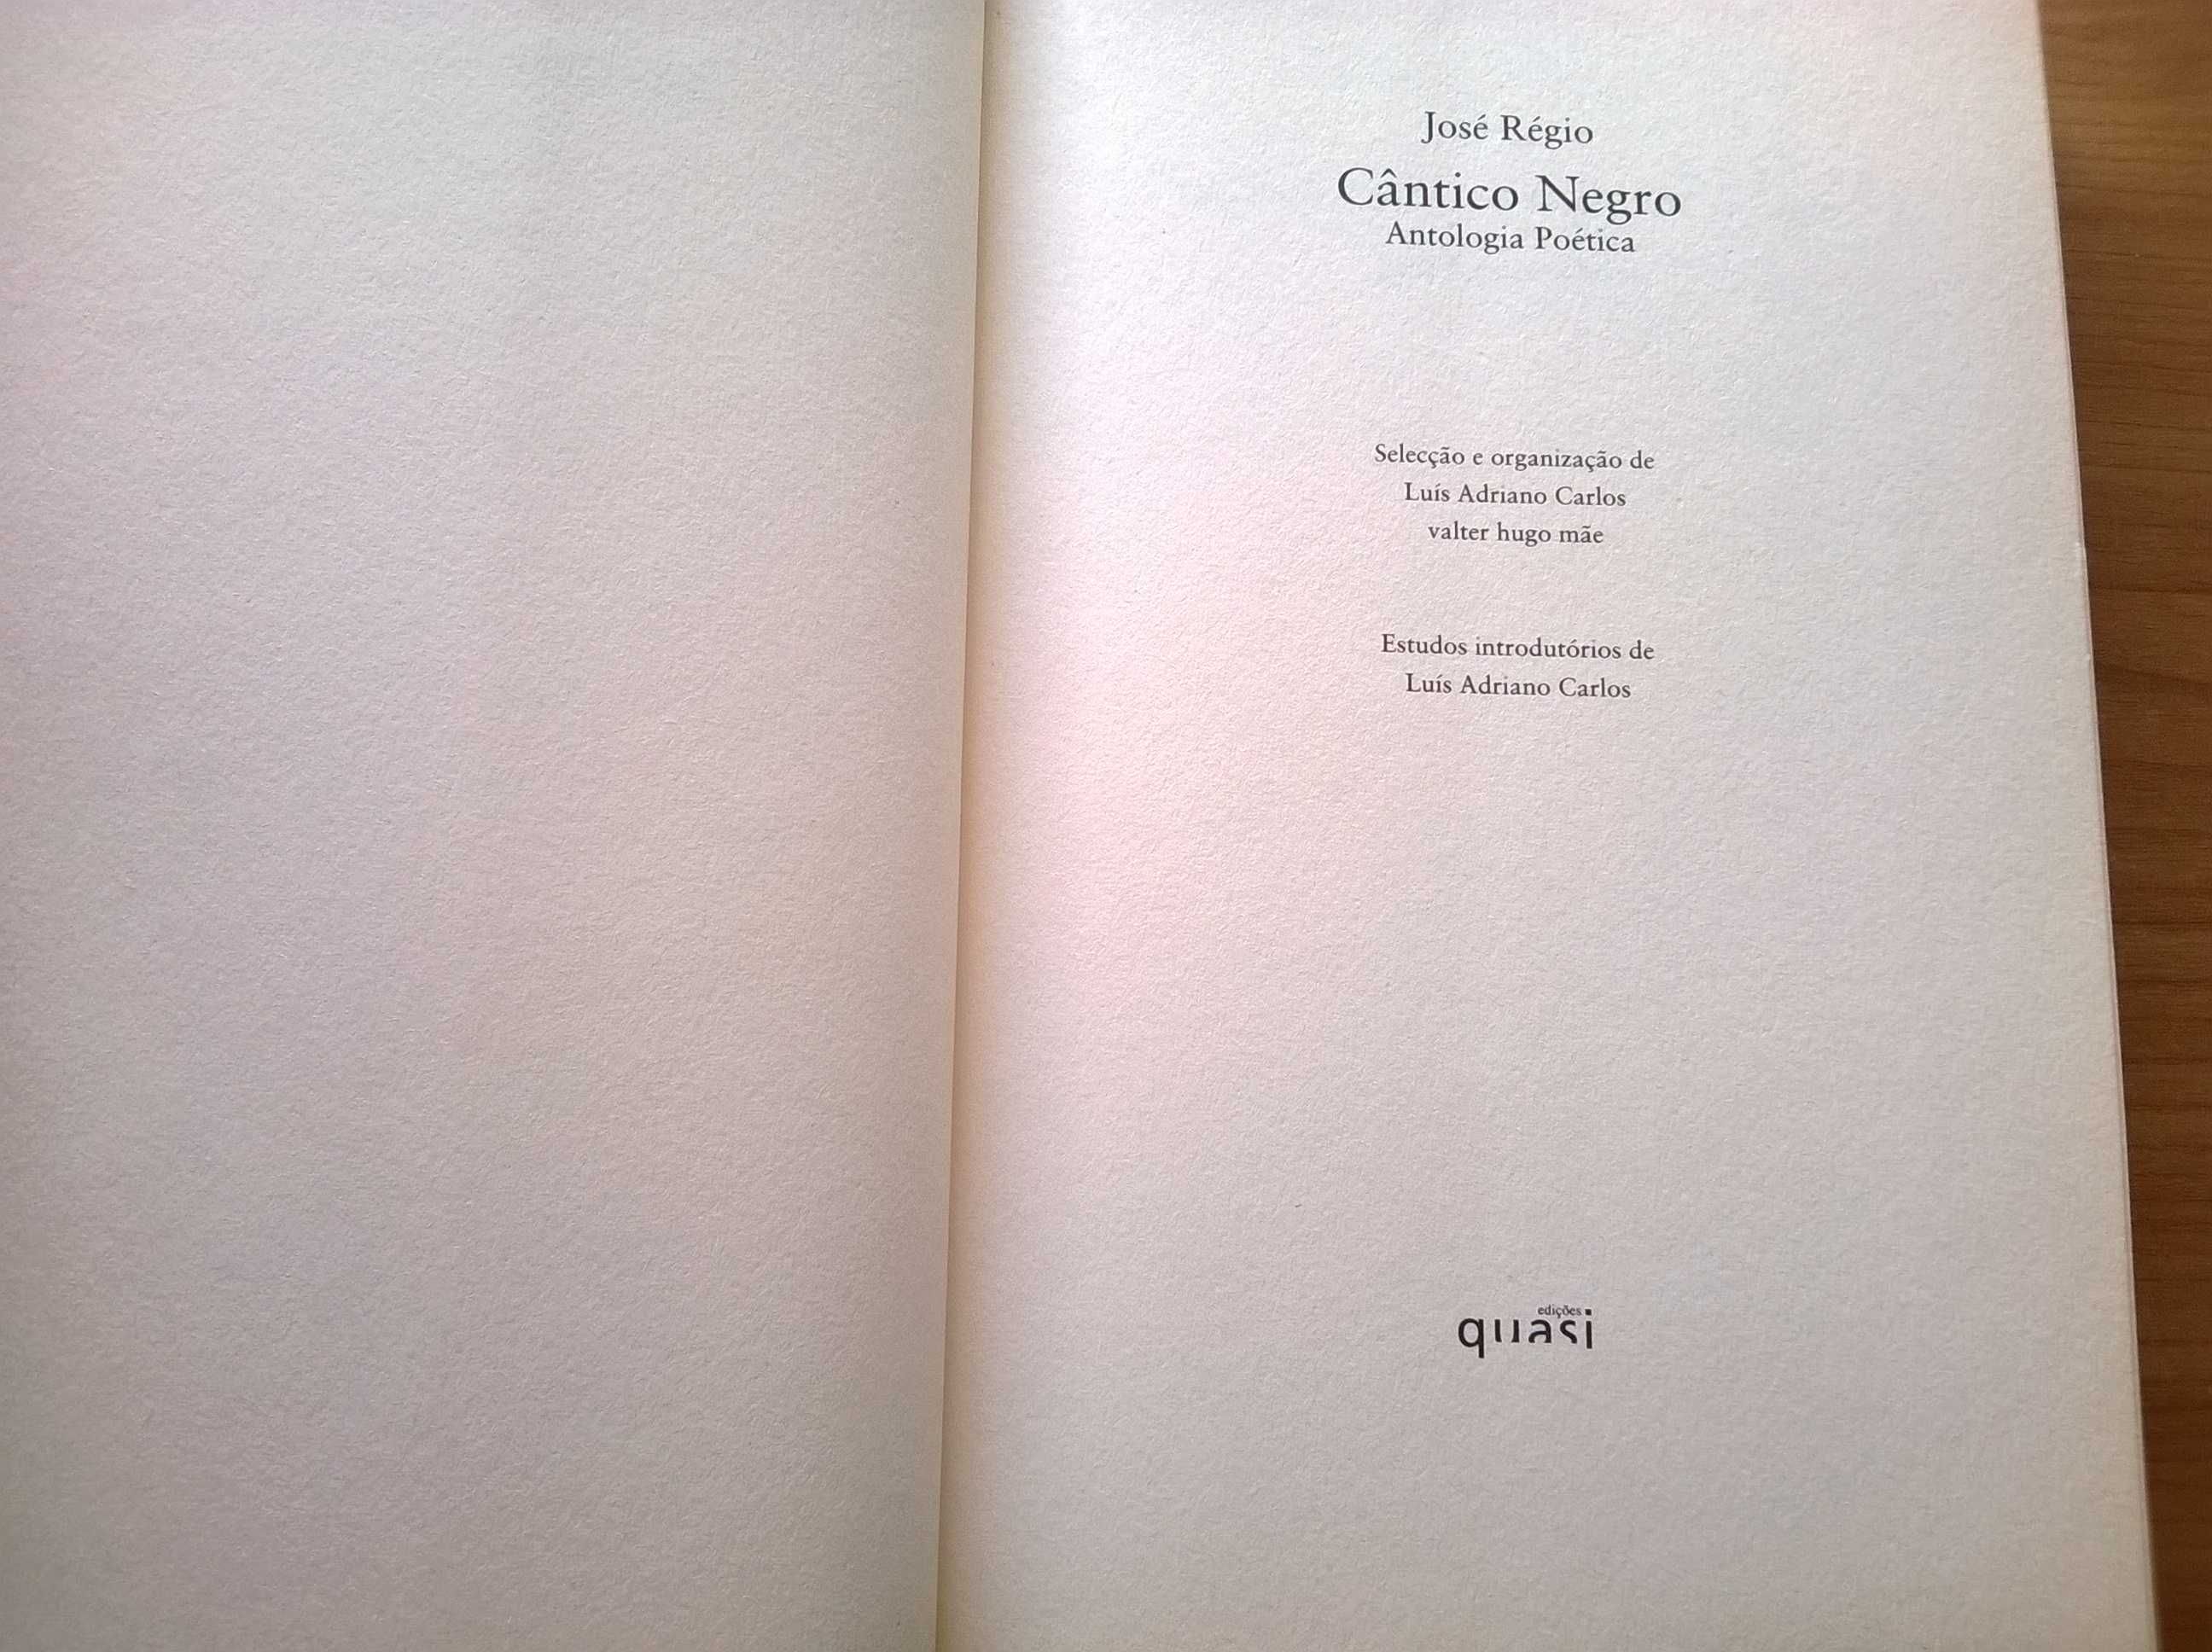 José Régio
Cântico Negro
Antologia Poética
Selecção e organização de
Luís Adriano Carlos
valter hugo mãe
Estudos introdutórios de
Luís Adriano Carlos
edições
quasi